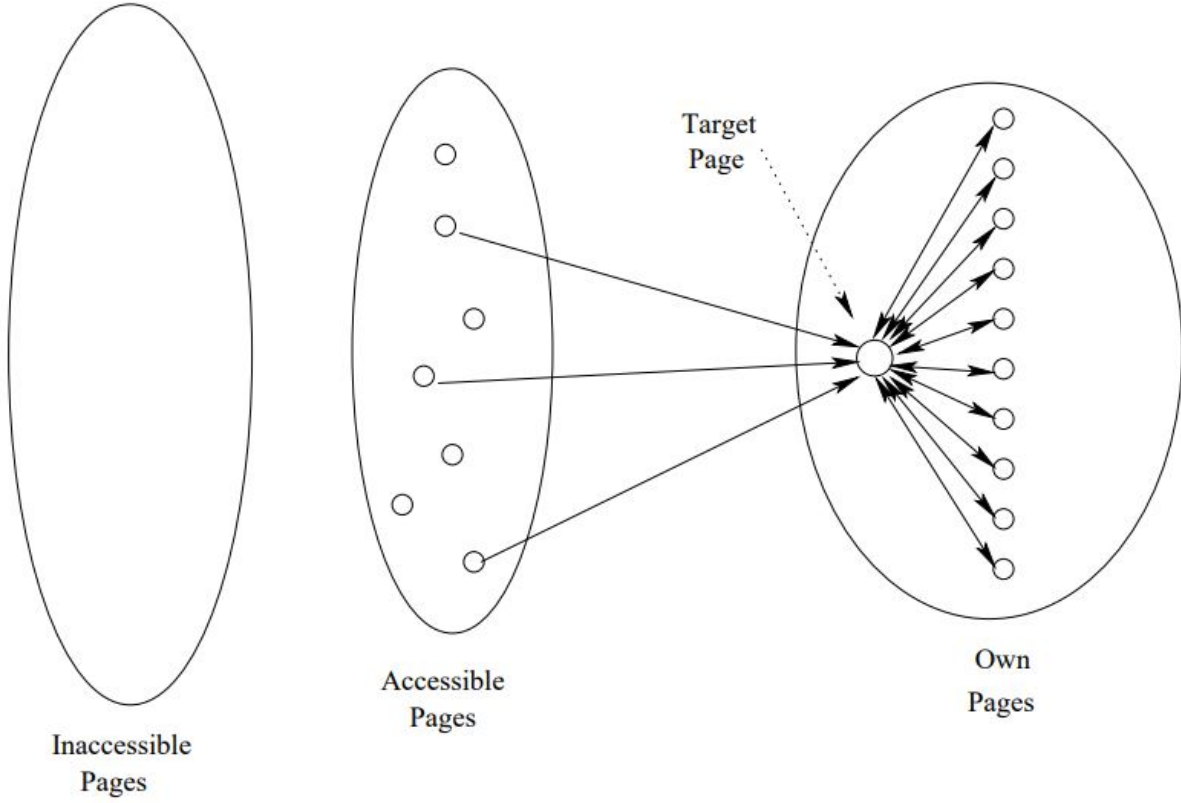 Target
Page
Inaccessible
Pages
Accessible
Pages
Own
Pages